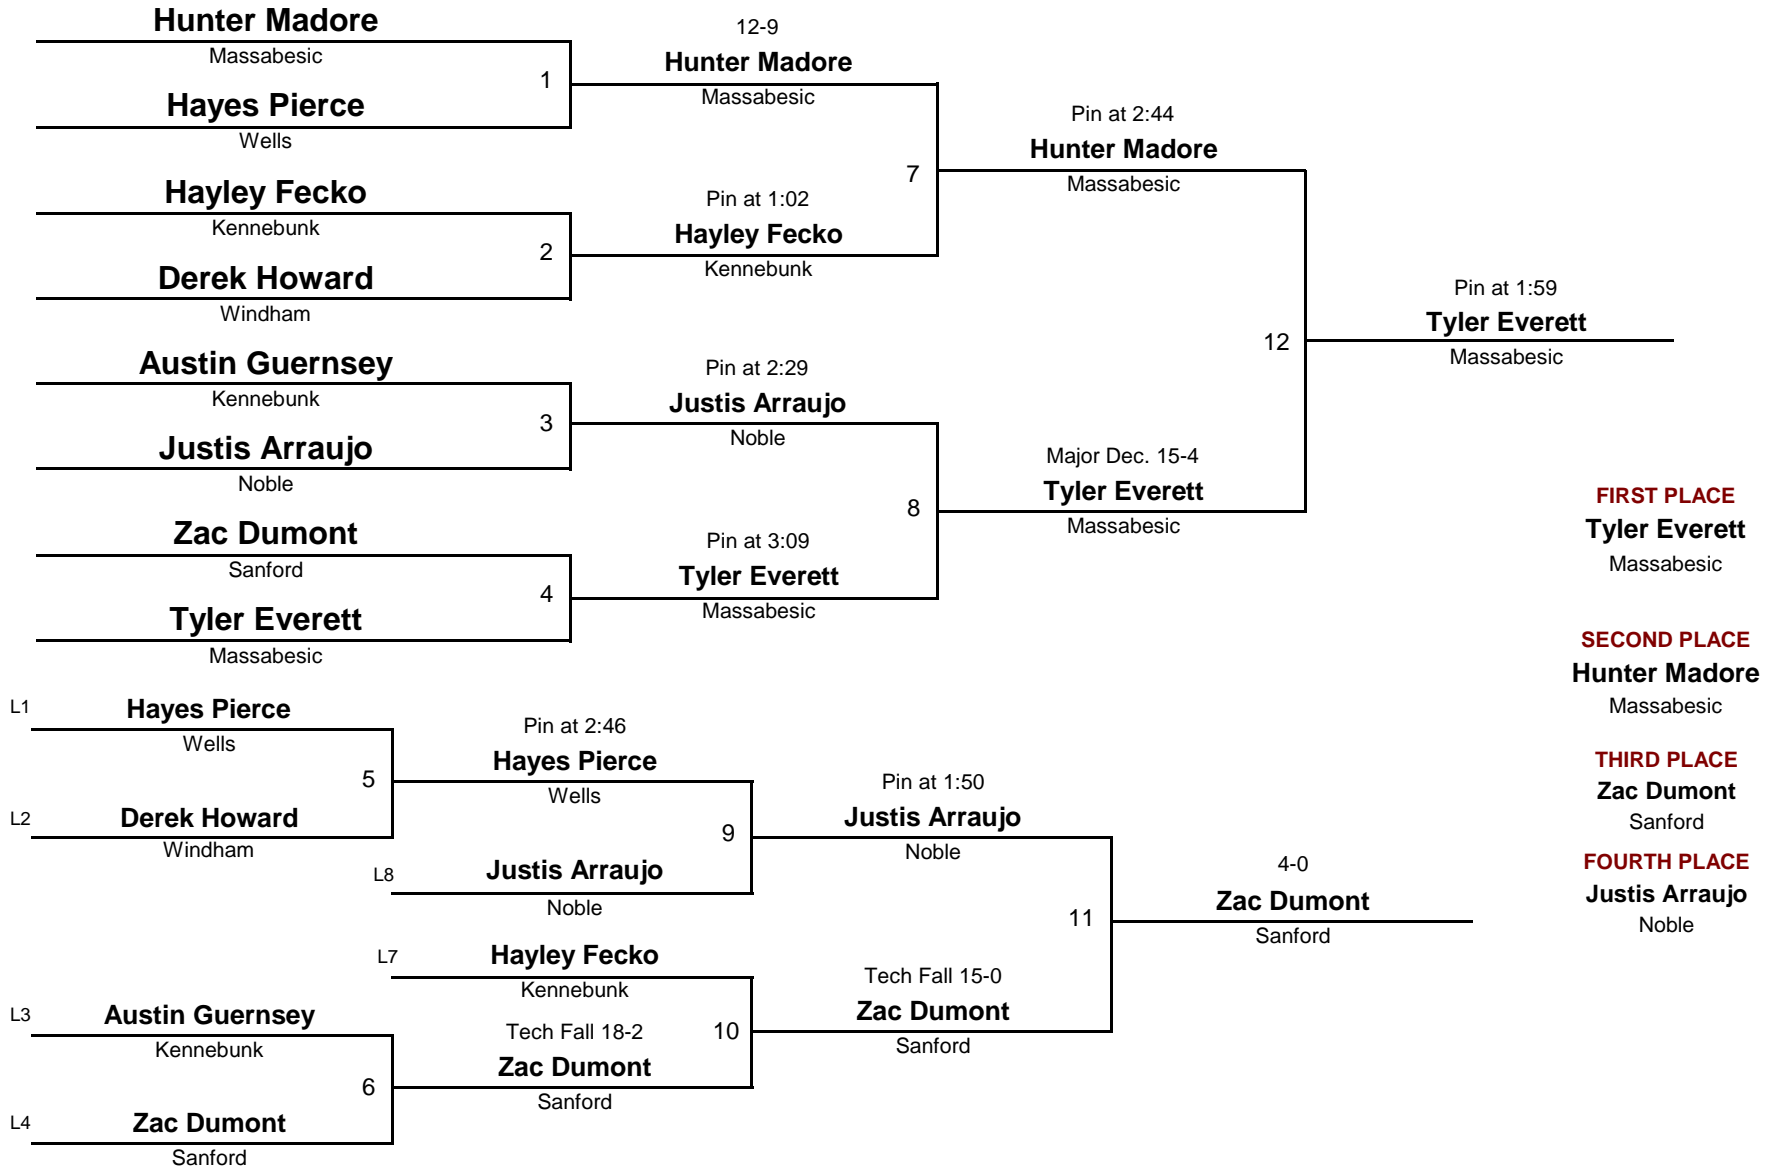 Hunter Madore
Massabesic
1
Hayes Pierce
Wells
Hayley Fecko
Kennebunk
2
Derek Howard
Windham
Austin Guernsey
Kennebunk
3
Justis Arraujo
Noble
Zac Dumont
Sanford
4
Tyler Everett
Massabesic
12-9
Hunter Madore
Massabesic
7
Pin at 1:02
Hayley Fecko
Kennebunk
Pin at 2:29
Justis Arraujo
Noble
8
Pin at 3:09
Tyler Everett
Massabesic
Pin at 2:44
Hunter Madore
Massabesic
12
Major Dec. 15-4
Tyler Everett
Massabesic
Pin at 1:59
Tyler Everett
Massabesic
L1
Hayes Pierce
Wells
5
L2
Derek Howard
Windham
L3
Austin Guernsey
Kennebunk
6
L4
Zac Dumont
Sanford
Pin at 2:46
Hayes Pierce
Wells
9
L8
Justis Arraujo
Noble
L7
Hayley Fecko
Kennebunk
10
Tech Fall 18-2
Zac Dumont
Sanford
Pin at 1:50
Justis Arraujo
Noble
11
Tech Fall 15-0
Zac Dumont
Sanford
4-0
Zac Dumont
Sanford
FIRST PLACE
Tyler Everett
Massabesic
SECOND PLACE
Hunter Madore
Massabesic
THIRD PLACE
Zac Dumont
Sanford
FOURTH PLACE
Justis Arraujo
Noble